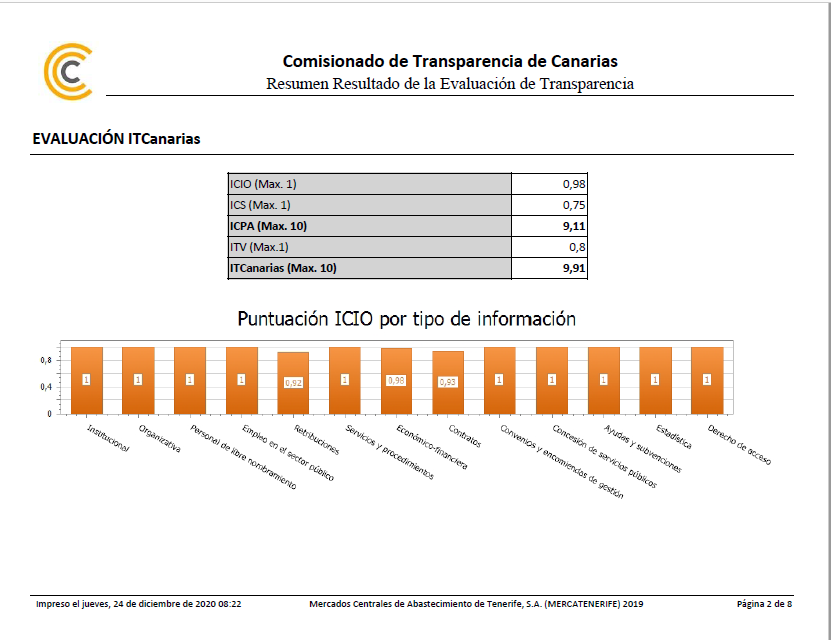 Comisionado de Transparencia de Canarias
Resumen Resultado de la Evaluación de Transparencia
EVALUACIÓN ITCanarias
ICIO (Max. 1) 0,98
ICS (Max. 1) 0,75
ICPA (Max. 10) 9,11
ITV (Max.1) 0,8
ITCanarias (Max. 10) 9,91
Puntuación ICIO por tipo de información
0,8
0,4
0
1 1 1 1 0,92 1 0,98 0,93 1 1 1 1 1
Institucional
Organizativa
Personal de libre nombramiento
Empleo en el sector público
Retribuciones
Servicios y procedimientos
Económico-financiera
Contratos
Convenios y encomiendas de gestión
Concesión de servicios públicos
Ayudas y subvenciones
Estadística
Derecho de acceso
Impreso el jueves, 24 de diciembre de 2020 08:22 Mercados Centrales de Abastecimiento de Tenerife, S.A. (MERCATENERIFE) 2019 Página 2 de 8